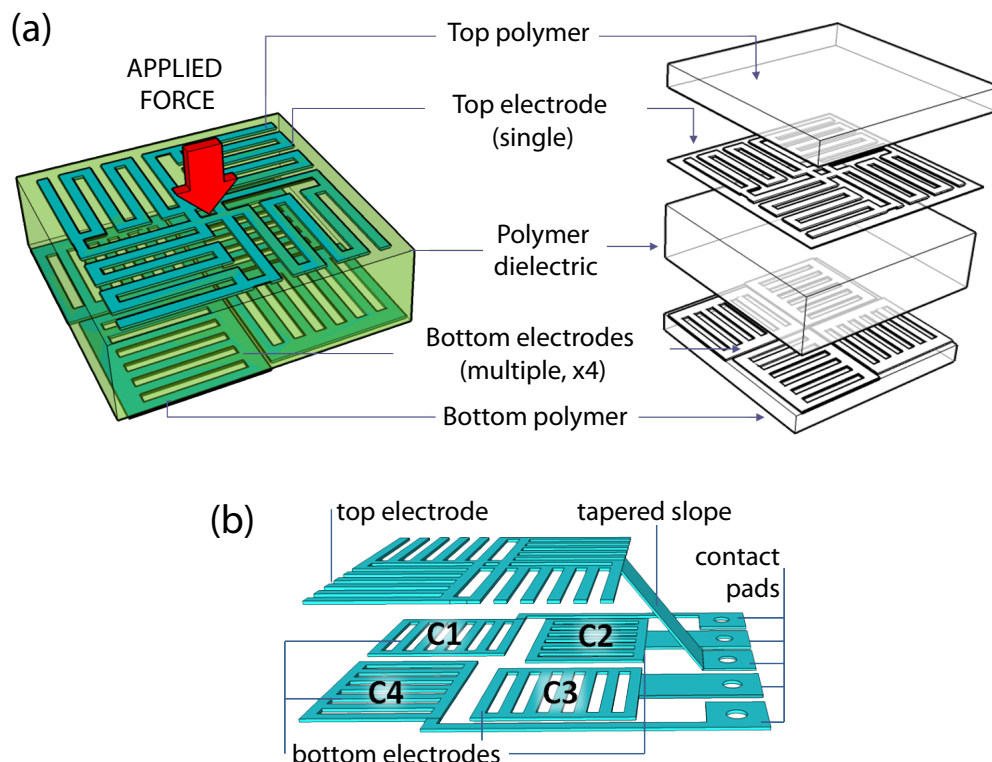 (a)
APPLIED
FORCE
Top polymer
Top electrode
(single)
Polymer
dielectric
Bottom electrodes
(multiple, x4)
Bottom polymer
(b)
top electrode
tapered slope
contact
pads
C1
C2
C4
C3
bottom electrodes